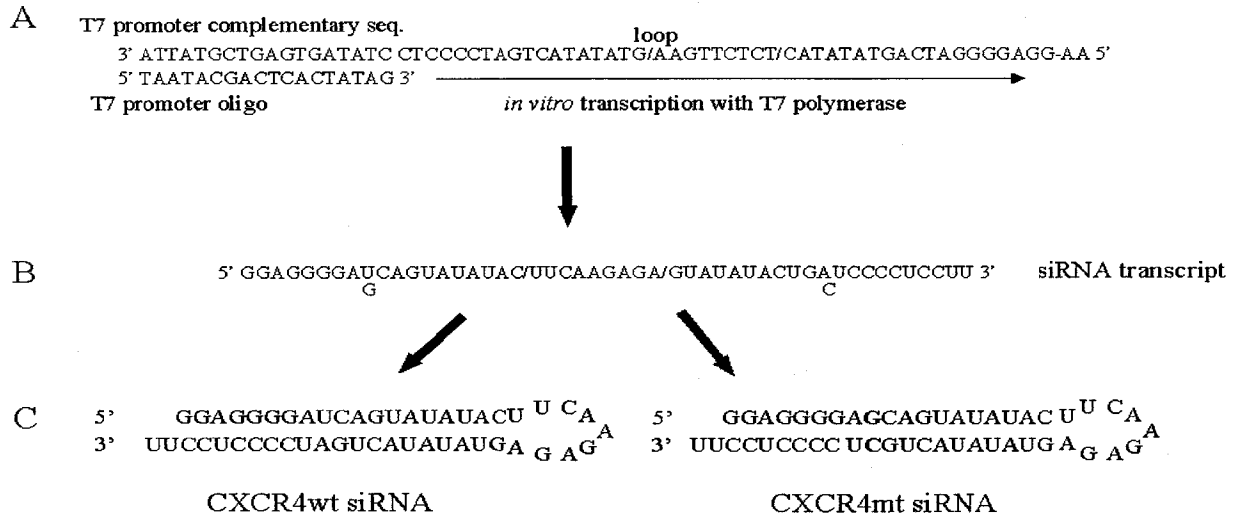 A
T7 promoter complementary seq.
loop
3' ATTATGCTGAGTGATATC CTCCCCTAGTCATATATG/AAGTTCTCT/CATATATGACTAGGGGAGG-AA 5'
5' TAATACGACTCACTATAG 3'
T7 promoter oligo
in vitro transcription with T7 polymerase
B
5' GGAGGGGAUCAGUAUAUAC/UUCAAGAGA/GUAUAUACUGAUCCCCUCCUU 3'
siRNA transcript
G
C
C
5' GGAGGGGAUCAGUAUAUACU U C A A
3' UUCCUCCCCUAGUCAUAUAUGA G A G
5' GGAGGGGAGCAGUAUAUAC U U C A A
3' UUCCUCCCC UCGUCAUAUAUG A G A G
CXCR4wt siRNA
CXCR4mt siRNA